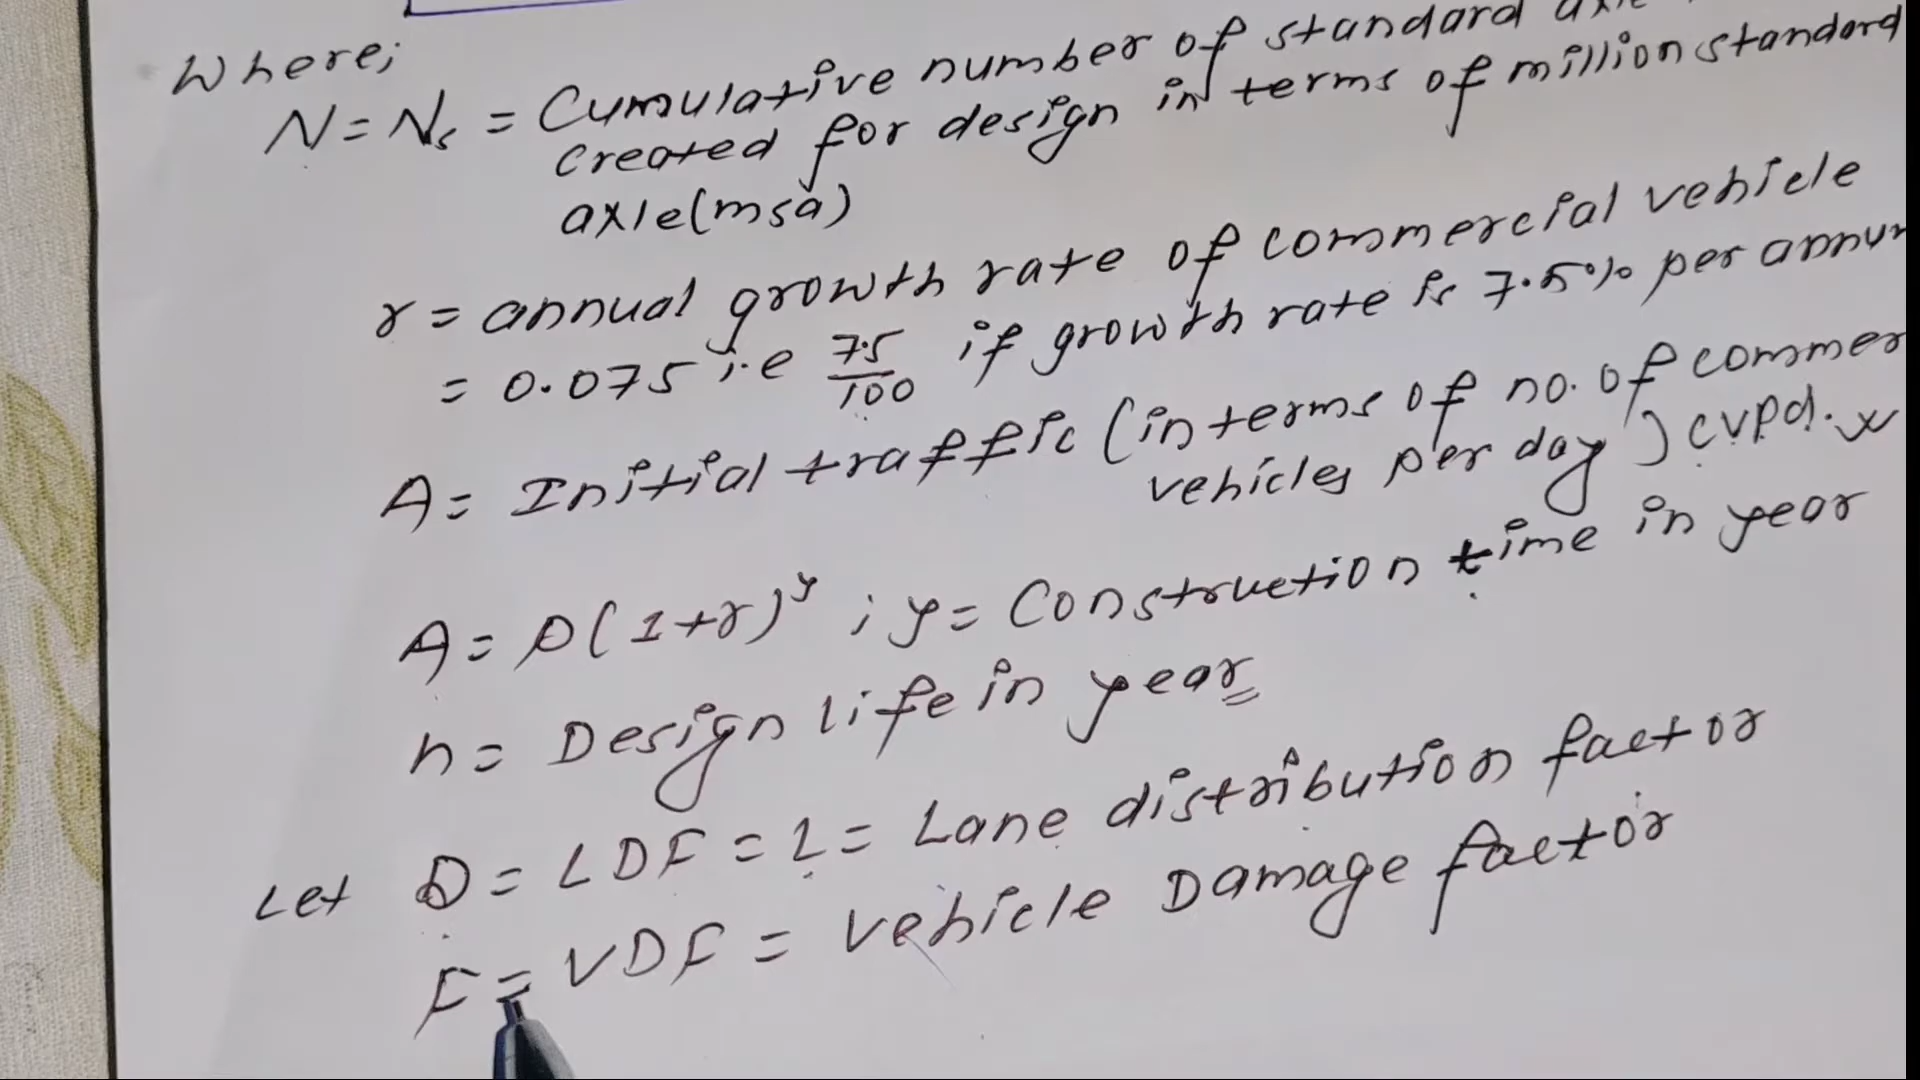 Where;
N = Ns = Cumulative number of standard axle
created for design in terms of million standard
axle (msa)
r = annual growth rate of commercial vehicle
= 0.075 i.e 7.5/100 if growth rate is 7.5% per annum
A = Initial traffic (in terms of no. of commer
vehicles per day) cvpd.
A = P(1+r)^y ; y = Construction time in year
n = Design life in year
Let D = LDF = L = Lane distribution factor
F = VDF = Vehicle Damage factor